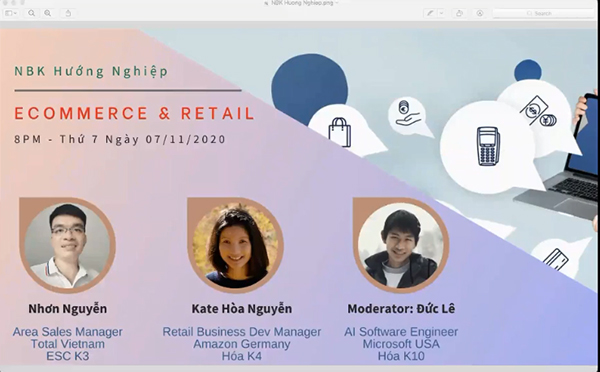 NBK Hướng Nghiệp.png
Search
NBK Hướng Nghiệp
ECOMMERCE & RETAIL
8PM - Thứ 7 Ngày 07/11/2020
Nhơn Nguyễn
Area Sales Manager
Total Vietnam
ESC K3
Kate Hòa Nguyễn
Retail Business Dev Manager
Amazon Germany
Hóa K4
Moderator: Đức Lê
AI Software Engineer
Microsoft USA
Hóa K10